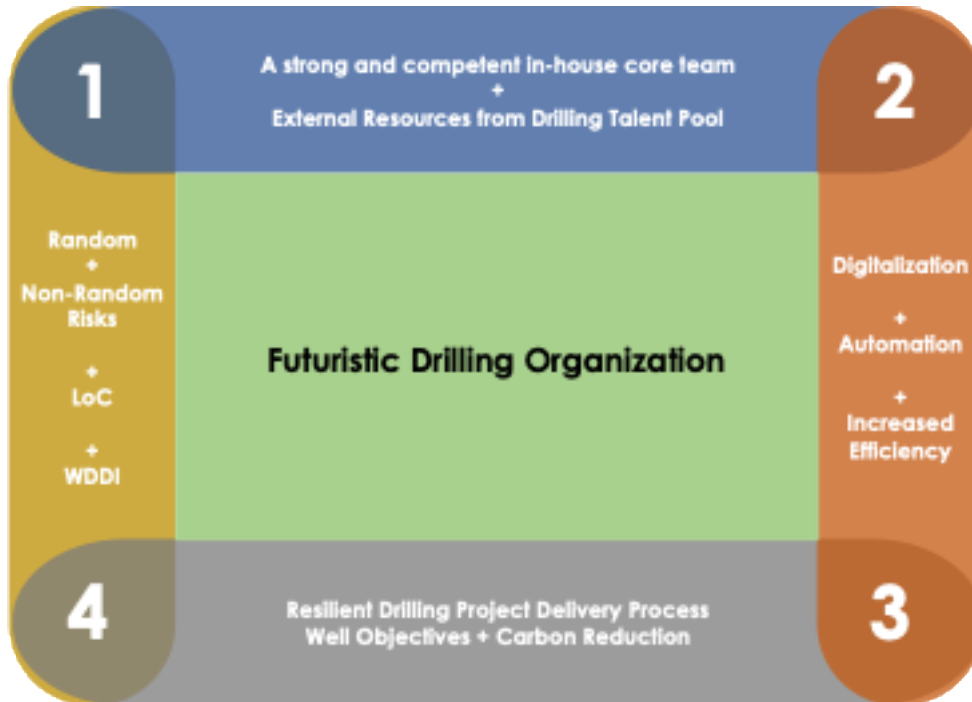 1
A strong and competent in-house core team
+
External Resources from Drilling Talent Pool
2
Random
+
Non-Random
Risks
+
LoC
+
WDDI
Futuristic Drilling Organization
Digitalization
+
Automation
+
Increased
Efficiency
4
Resilient Drilling Project Delivery Process
Well Objectives + Carbon Reduction
3